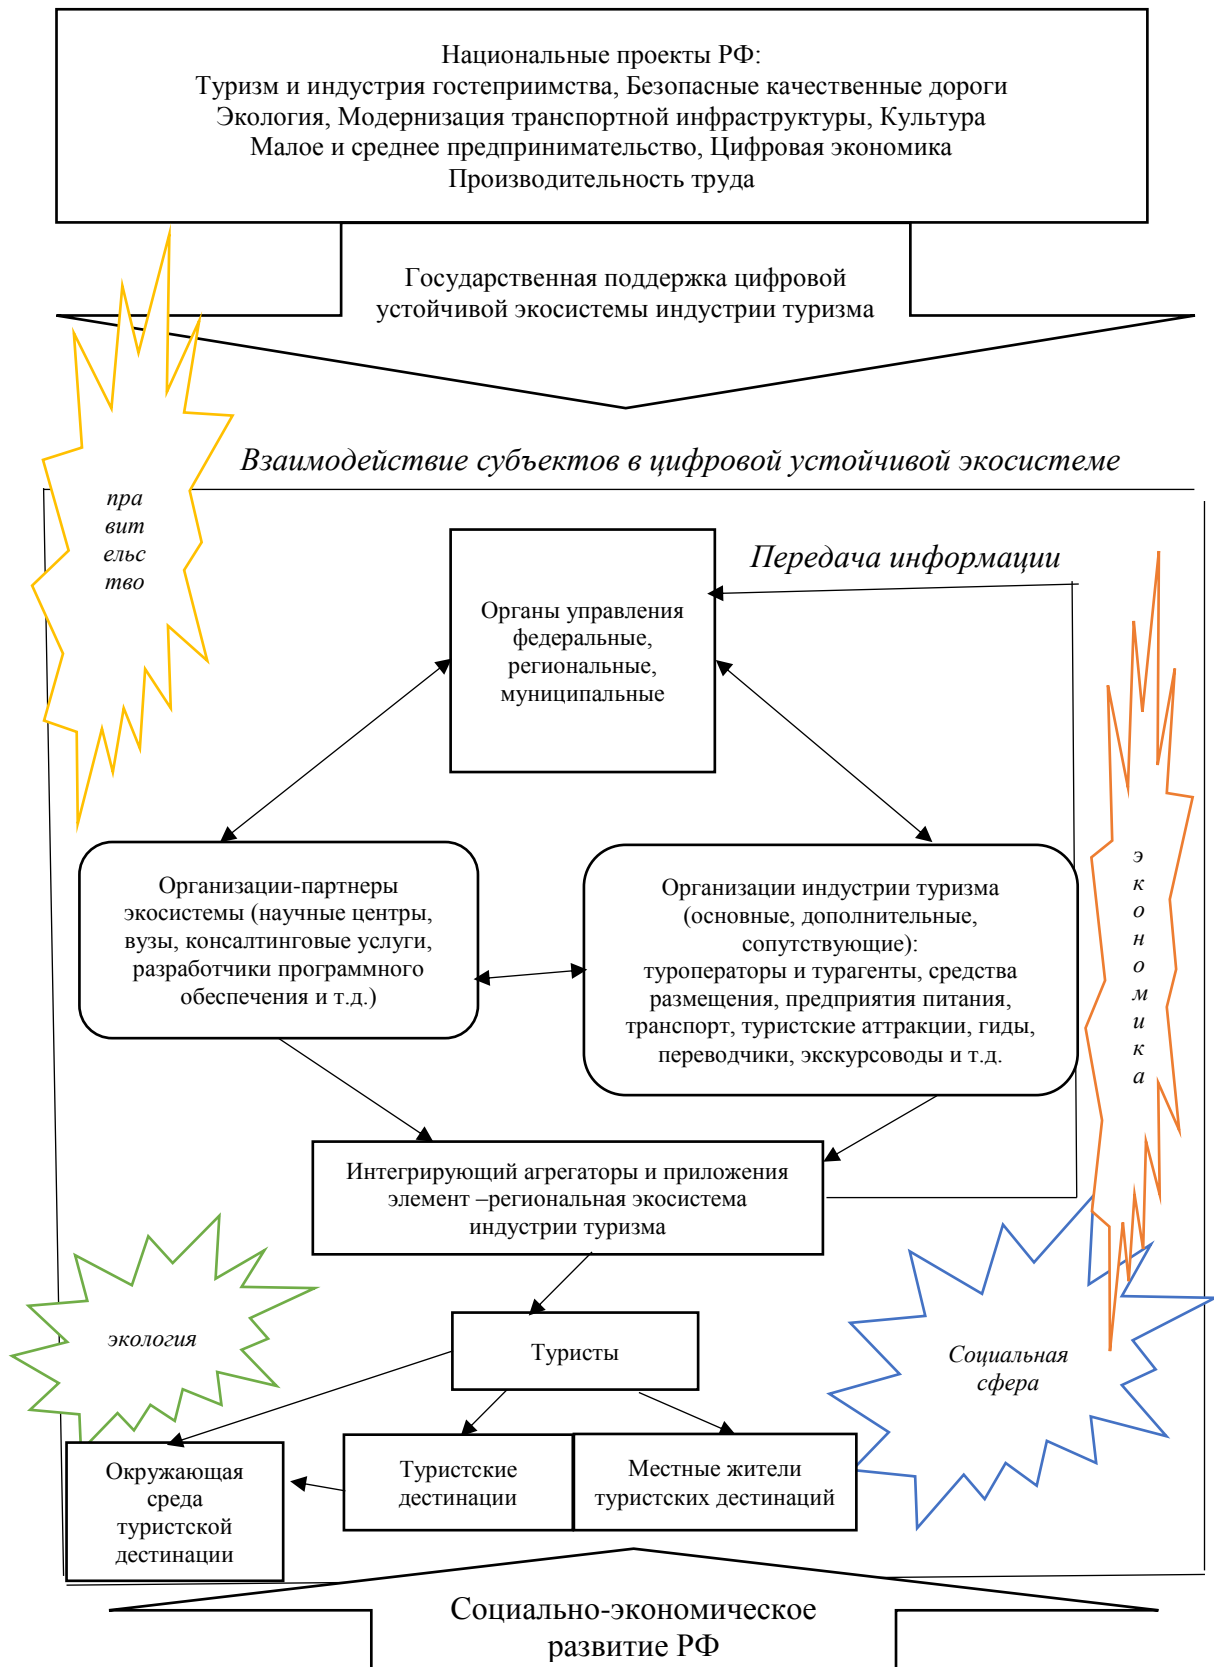 Национальные проекты РФ:
Туризм и индустрия гостеприимства, Безопасные качественные дороги
Экология, Модернизация транспортной инфраструктуры, Культура
Малое и среднее предпринимательство, Цифровая экономика
Производительность труда
Государственная поддержка цифровой
устойчивой экосистемы индустрии туризма
Взаимодействие субъектов в цифровой устойчивой экосистеме
пра
вит
ельс
тво
Передача информации
Органы управления
федеральные,
региональные,
муниципальные
Организации-партнеры
экосистемы (научные центры,
вузы, консалтинговые услуги,
разработчики программного
обеспечения и т.д.)
Организации индустрии туризма
(основные, дополнительные,
сопутствующие):
туроператоры и турагенты, средства
размещения, предприятия питания,
транспорт, туристские аттракции, гиды,
переводчики, экскурсоводы и т.д.
э
к
о
н
о
м
и
к
а
Интегрирующий агрегаторы и приложения
элемент –региональная экосистема
индустрии туризма
экология
Туристы
Социальная
сфера
Окружающая
среда
туристской
дестинации
Туристские
дестинации
Местные жители
туристских дестинаций
Социально-экономическое
развитие РФ